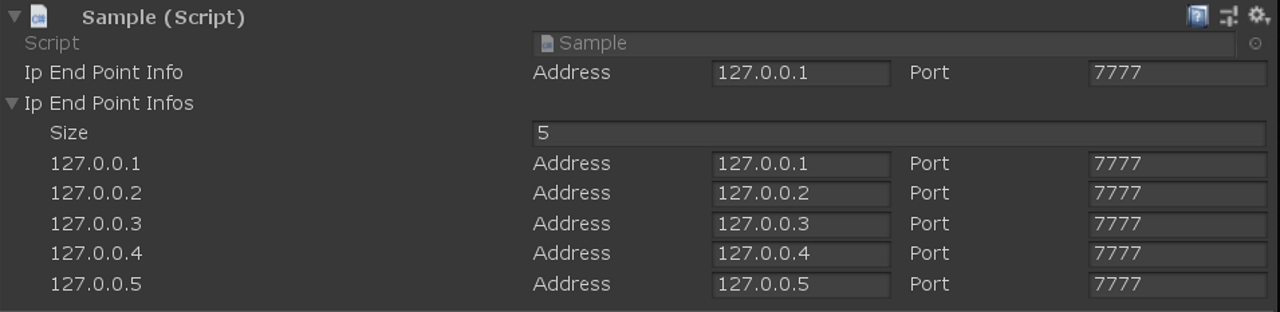 Sample (Script)
Script Sample
Ip End Point Info Address 127.0.0.1 Port 7777
Ip End Point Infos
Size 5
127.0.0.1 Address 127.0.0.1 Port 7777
127.0.0.2 Address 127.0.0.2 Port 7777
127.0.0.3 Address 127.0.0.3 Port 7777
127.0.0.4 Address 127.0.0.4 Port 7777
127.0.0.5 Address 127.0.0.5 Port 7777